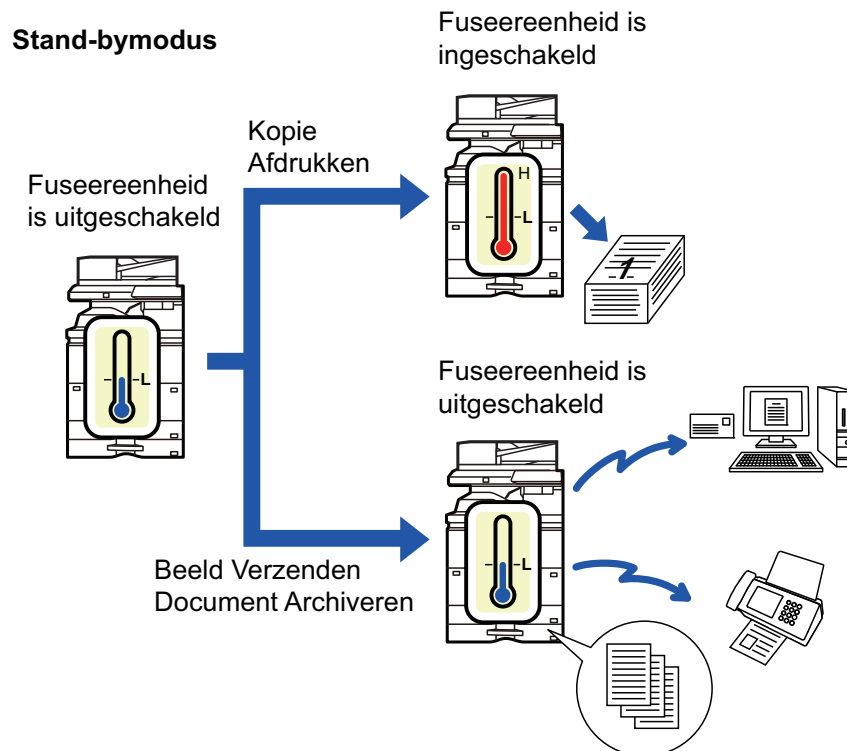 Stand-bymodus
Fuseereenheid is
ingeschakeld
Kopie
Afdrukken
Fuseereenheid
is uitgeschakeld
H
L
1
L
Fuseereenheid is
uitgeschakeld
L
Beeld Verzenden
Document Archiveren